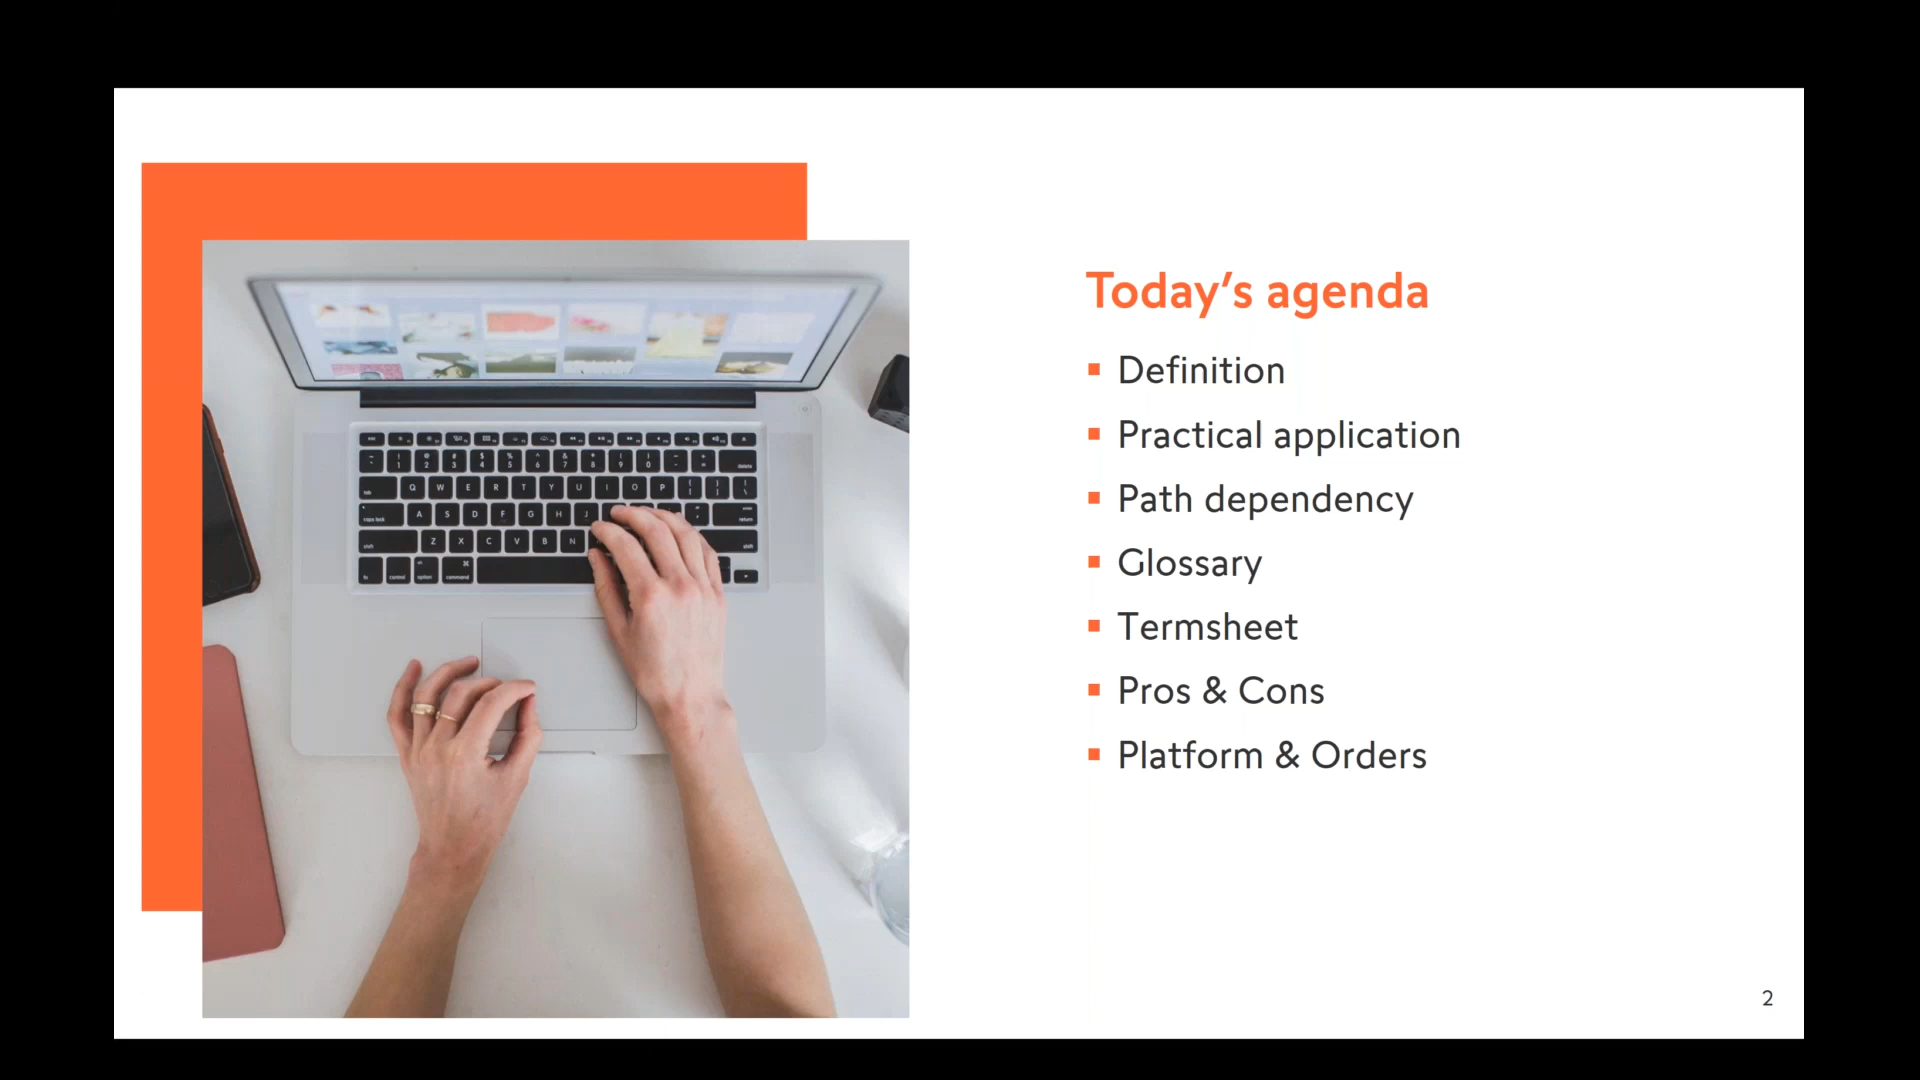 Today’s agenda
Definition
Practical application
Path dependency
Glossary
Termsheet
Pros & Cons
Platform & Orders
2